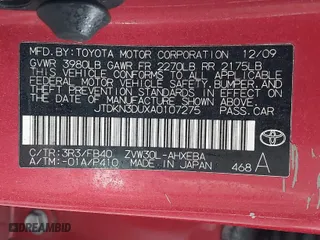 MFD.BY:TOYOTA MOTOR CORPORATION 12/09
GVWR 3980LB GAWR FR 2270LB RR 2175LB
THIS VEHICLE CONFORMS TO ALL APPLICABLE
FEDERAL MOTOR VEHICLE SAFETY, BUMPER, AND
THEFT PREVENTION STANDARDS IN EFFECT ON
THE DATE OF MANUFACTURE SHOWN ABOVE.
JTDKN3DUXA0107275 PASS.CAR
C/TR:3R3/FB40 ZVW30L-AHXEBA
A/TM:-01A/P410 MADE IN JAPAN 468 A